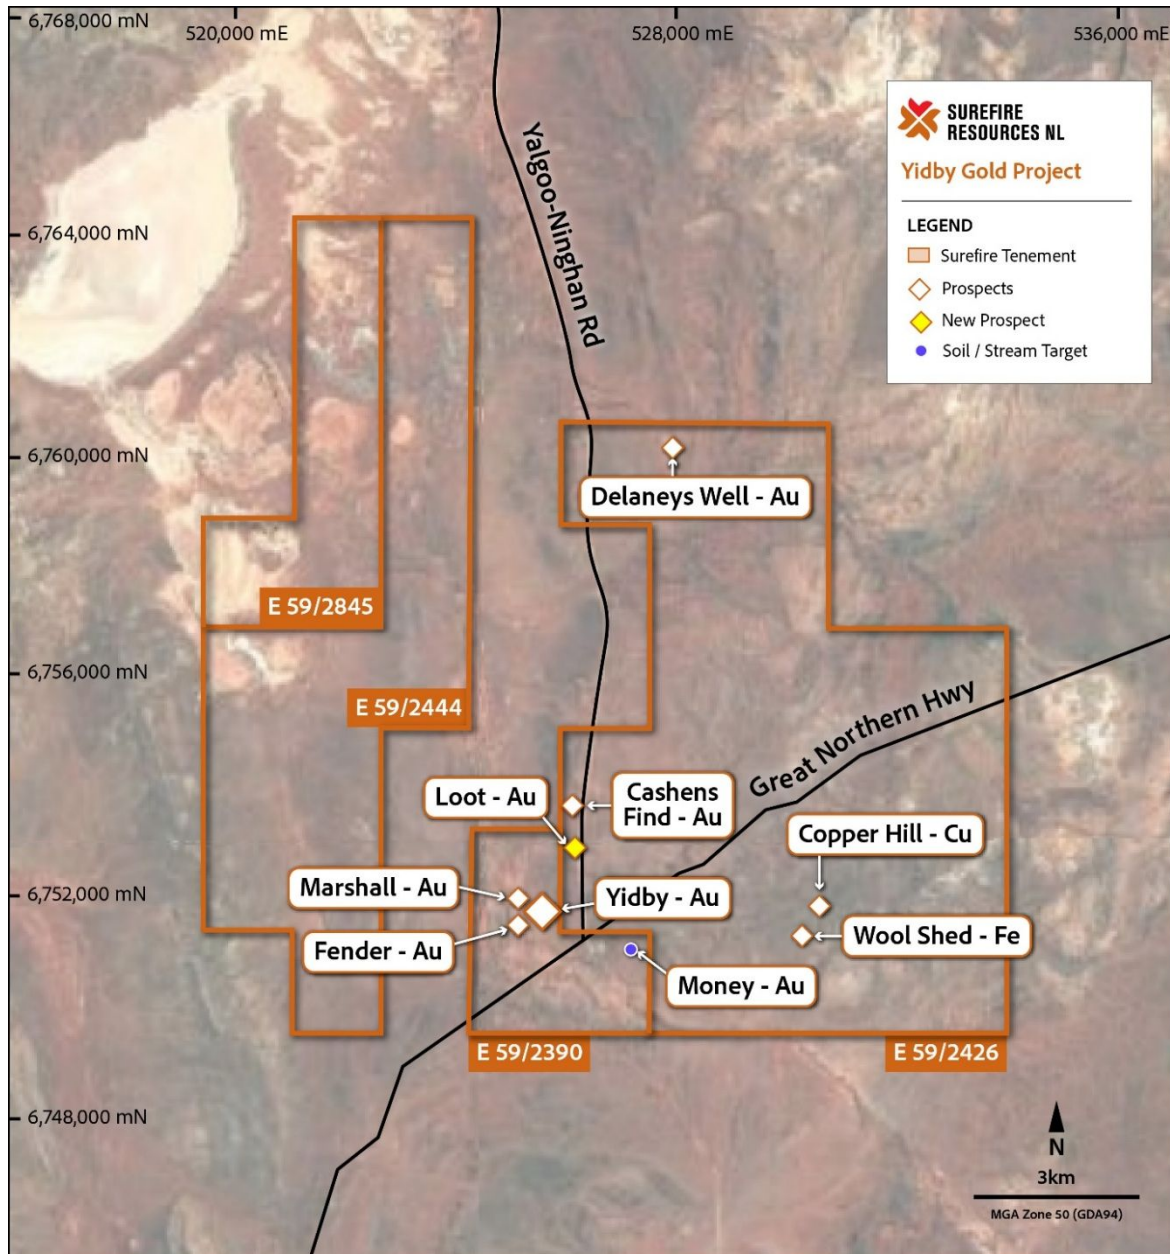 6,768,000 mN
520,000 mE
528,000 mE
536,000 mE
SUREFIRE
RESOURCES NL
Yidby Gold Project
LEGEND
Surefire Tenement
Prospects
New Prospect
Soil / Stream Target
Yalgoo-Ninghan Rd
6,764,000 mN
6,760,000 mN
Delaneys Well - Au
E 59/2845
6,756,000 mN
E 59/2444
Great Northern Hwy
Loot - Au
Cashens
Find - Au
Copper Hill - Cu
Marshall - Au
6,752,000 mN
Yidby - Au
Fender - Au
Wool Shed - Fe
Money - Au
E 59/2390
E 59/2426
6,748,000 mN
N
3km
MGA Zone 50 (GDA94)